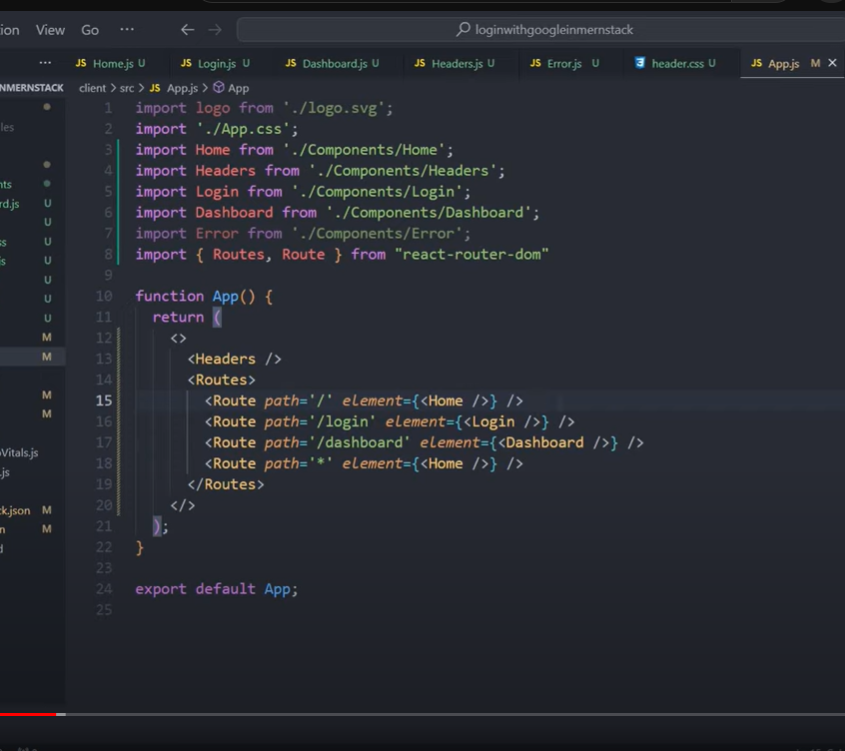 ion View Go ··· ← → loginwithgoogleinmernstack
··· JS Home.js U JS Login.js U JS Dashboard.js U JS Headers.js U JS Error.js U header.css U JS App.js M ×
NMERNSTACK client > src > JS App.js > App
les
nts
rd.js U
U
ss U
js U
U
U
U
M
M
M
M
oVitals.js
.js
ck.json M
n M
d
1 import logo from './logo.svg';
2 import './App.css';
3 import Home from './Components/Home';
4 import Headers from './Components/Headers';
5 import Login from './Components/Login';
6 import Dashboard from './Components/Dashboard';
7 import Error from './Components/Error';
8 import { Routes, Route } from "react-router-dom"
9
10 function App() {
11 return (
12 <>
13 <Headers />
14 <Routes>
15 <Route path='/' element={<Home />} />
16 <Route path='/login' element={<Login />} />
17 <Route path='/dashboard' element={<Dashboard />} />
18 <Route path='*' element={<Home />} />
19 </Routes>
20 </>
21 );
22 }
23
24 export default App;
25